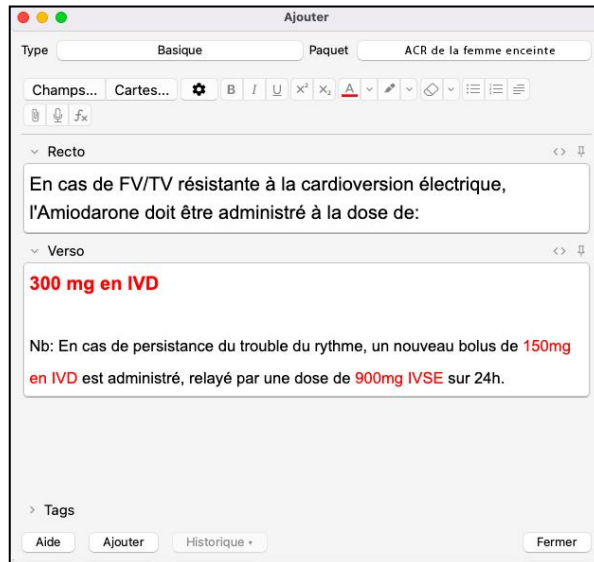 Ajouter
Type Basique Paquet ACR de la femme enceinte
Champs... Cartes... B I U X² X₂ A
fx
Recto <>
En cas de FV/TV résistante à la cardioversion électrique,
l'Amiodarone doit être administré à la dose de:
Verso <>
300 mg en IVD
Nb: En cas de persistance du trouble du rythme, un nouveau bolus de 150mg
en IVD est administré, relayé par une dose de 900mg IVSE sur 24h.
Tags
Aide Ajouter Historique Fermer